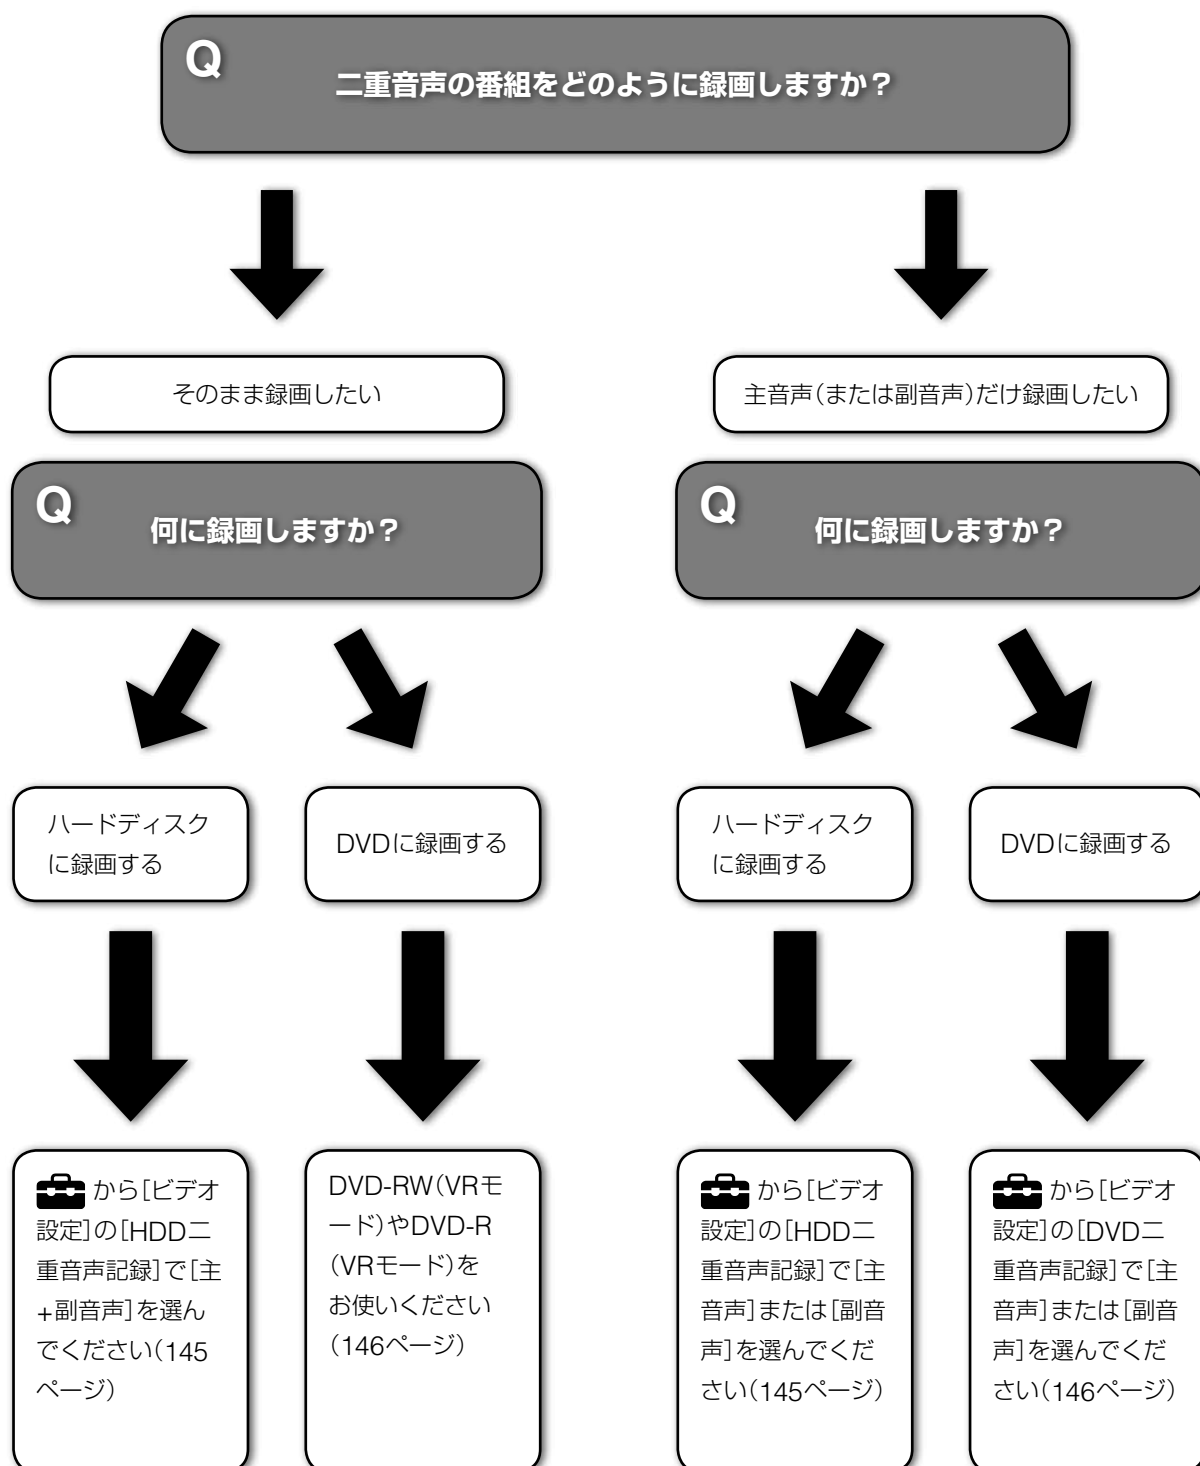 Q
二重音声の番組をどのように録画しますか？
そのまま録画したい
主音声（または副音声）だけ録画したい
Q
何に録画しますか？
Q
何に録画しますか？
ハードディスク
に録画する
DVDに録画する
ハードディスク
に録画する
DVDに録画する
から［ビデオ
設定］の［HDD二
重音声記録］で［主
+副音声］を選ん
でください（145
ページ）
DVD-RW（VRモ
ード）やDVD-R
（VRモード）を
お使いください
（146ページ）
から［ビデオ
設定］の［HDD二
重音声記録］で［主
音声］または［副音
声］を選んでくだ
さい（145ページ）
から［ビデオ
設定］の［DVD二
重音声記録］で［主
音声］または［副音
声］を選んでくだ
さい（146ページ）